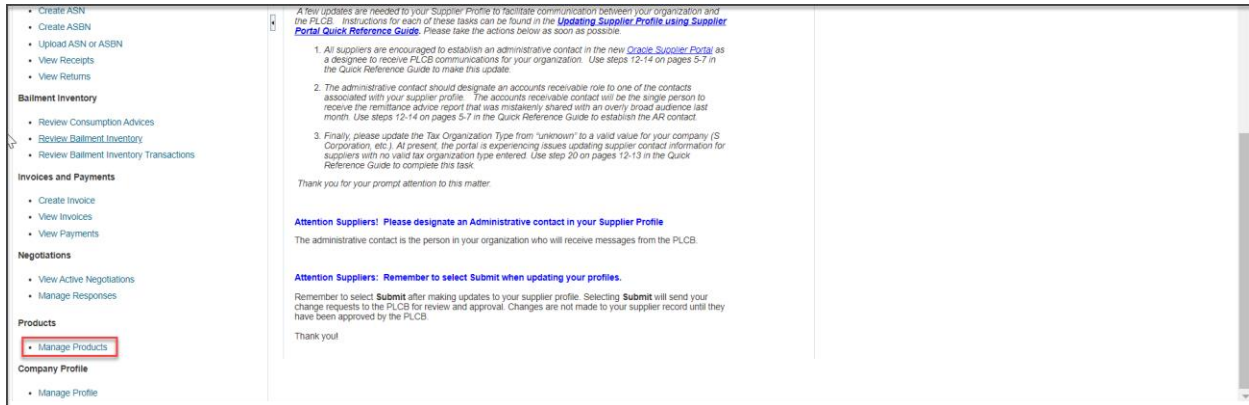 Create ASN
Create ASBN
Upload ASN or ASBN
View Receipts
View Returns
Bailment Inventory
Review Consumption Advices
Review Bailment Inventory
Review Bailment Inventory Transactions
Invoices and Payments
Create Invoice
View Invoices
View Payments
Negotiations
View Active Negotiations
Manage Responses
Products
Manage Products
Company Profile
Manage Profile
A few updates are needed to your Supplier Profile to facilitate communication between your organization and
the PLCB. Instructions for each of these tasks can be found in the Updating Supplier Profile using Supplier
Portal Quick Reference Guide. Please take the actions below as soon as possible.
1. All suppliers are encouraged to establish an administrative contact in the new Oracle Supplier Portal as
a designee to receive PLCB communications for your organization. Use steps 12-14 on pages 5-7 in
the Quick Reference Guide to make this update.
2. The administrative contact should designate an accounts receivable role to one of the contacts
associated with your supplier profile. The accounts receivable contact will be the single person to
receive the remittance advice report that was mistakenly shared with an overly broad audience last
month. Use steps 12-14 on pages 5-7 in the Quick Reference Guide to establish the AR contact.
3. Finally, please update the Tax Organization Type from "unknown" to a valid value for your company (S
Corporation, etc.). At present, the portal is experiencing issues updating supplier contact information for
suppliers with no valid tax organization type entered. Use step 20 on pages 12-13 in the Quick
Reference Guide to complete this task.
Thank you for your prompt attention to this matter.
Attention Suppliers! Please designate an Administrative contact in your Supplier Profile
The administrative contact is the person in your organization who will receive messages from the PLCB.
Attention Suppliers: Remember to select Submit when updating your profiles.
Remember to select Submit after making updates to your supplier profile. Selecting Submit will send your
change requests to the PLCB for review and approval. Changes are not made to your supplier record until they
have been approved by the PLCB.
Thank you!